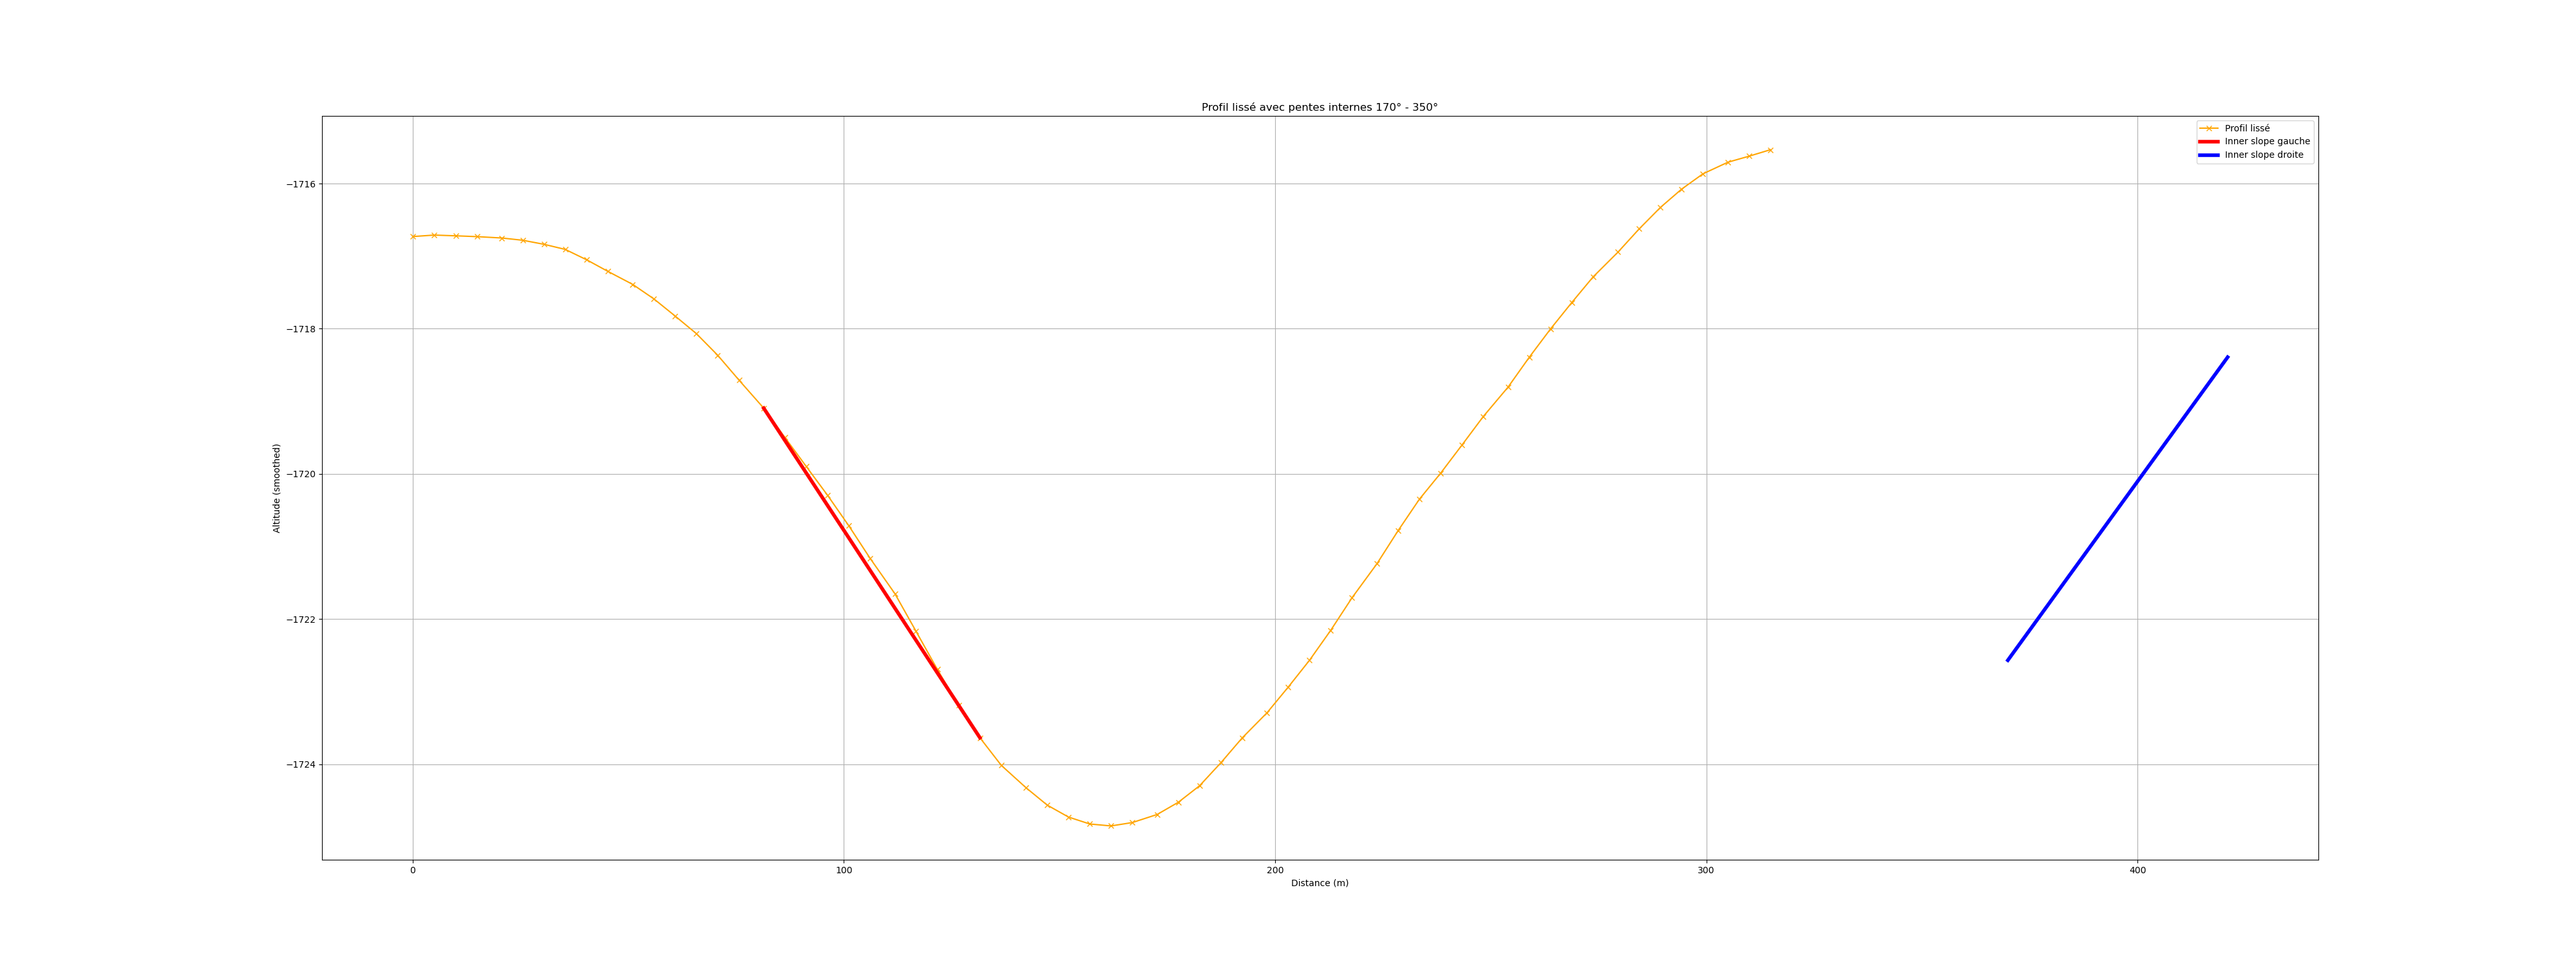 Profil lissé avec pentes internes 170° - 350°
Profil lissé
Inner slope gauche
Inner slope droite
Altitude (smoothed)
−1716
−1718
−1720
−1722
−1724
0 100 200 300 400
Distance (m)